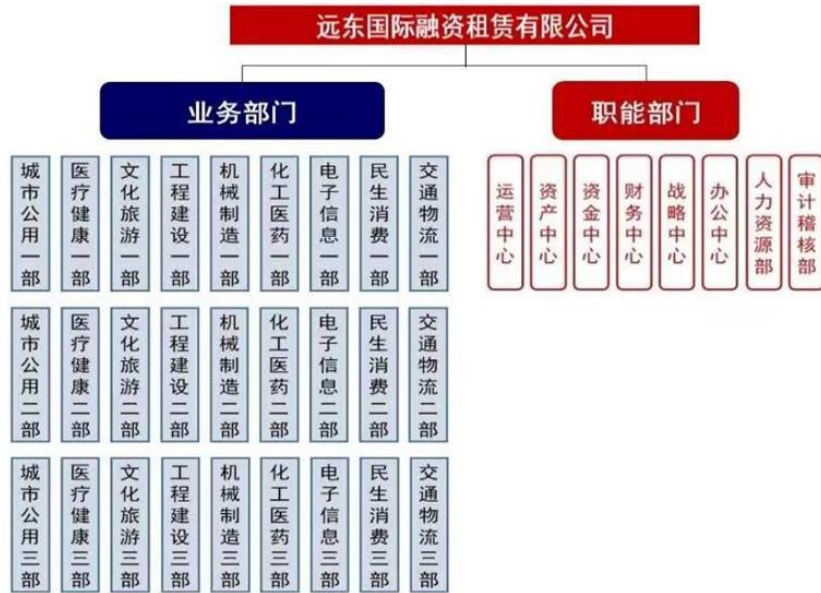 远东国际融资租赁有限公司
业务部门
职能部门
城市公用一部
医疗健康一部
文化旅游一部
工程建设一部
机械制造一部
化工医药一部
电子信息一部
民生消费一部
交通物流一部
运营中心
资产中心
资金中心
财务中心
战略中心
办公中心
人力资源部
审计稽核部
城市公用二部
医疗健康二部
文化旅游二部
工程建设二部
机械制造二部
化工医药二部
电子信息二部
民生消费二部
交通物流二部
城市公用三部
医疗健康三部
文化旅游三部
工程建设三部
机械制造三部
化工医药三部
电子信息三部
民生消费三部
交通物流三部